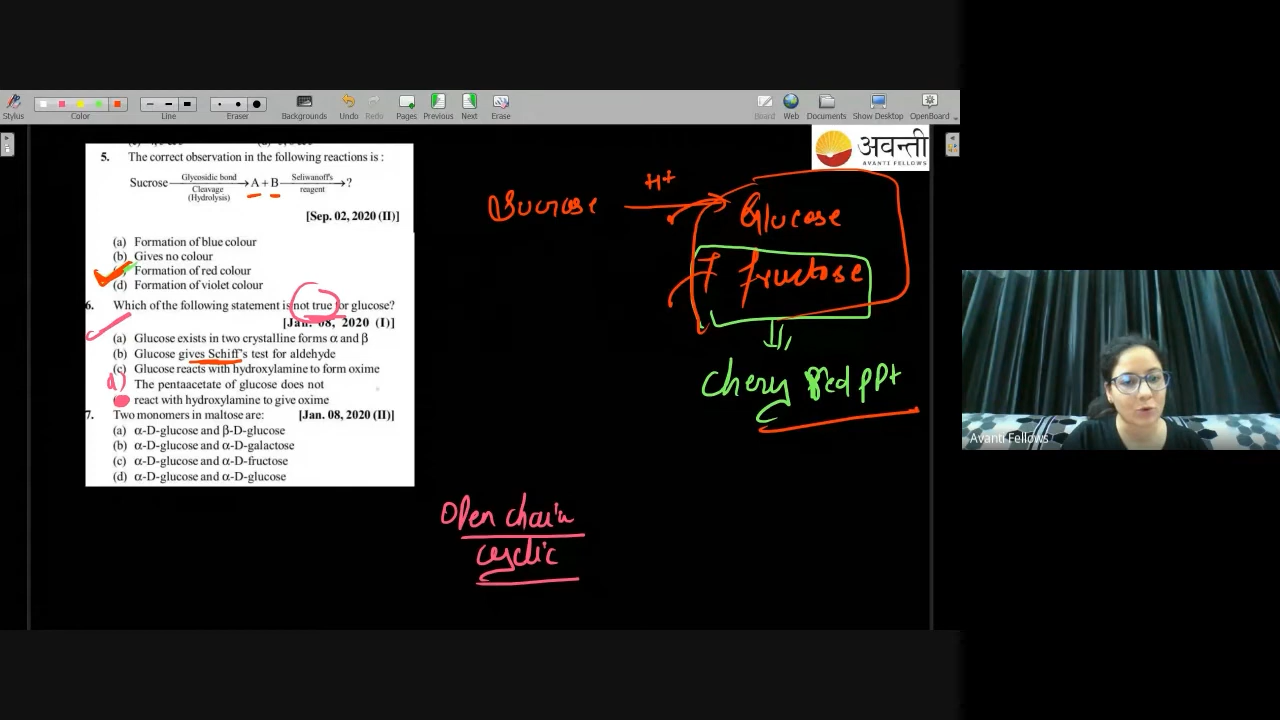 Stylus
Color
Line
Eraser
Backgrounds
Undo
Redo
Pages
Previous
Next
Erase
Board
Web
Documents
Show Desktop
OpenBoard
अवन्ती
AVANTI FELLOWS
5. The correct observation in the following reactions is :
Sucrose Glycosidic bond Cleavage (Hydrolysis) → A + B Seliwanoff's reagent → ?
[Sep. 02, 2020 (II)]
(a) Formation of blue colour
(b) Gives no colour
Formation of red colour
(d) Formation of violet colour
6. Which of the following statement is not true for glucose?
[Jan. 08, 2020 (I)]
(a) Glucose exists in two crystalline forms α and β
(b) Glucose gives Schiff's test for aldehyde
(c) Glucose reacts with hydroxylamine to form oxime
d) The pentaacetate of glucose does not
react with hydroxylamine to give oxime
7. Two monomers in maltose are: [Jan. 08, 2020 (II)]
(a) α-D-glucose and β-D-glucose
(b) α-D-glucose and α-D-galactose
(c) α-D-glucose and α-D-fructose
(d) α-D-glucose and α-D-glucose
Sucrose H+ → Glucose
+ fructose
Chery Red ppt
Open chain
cyclic
Avanti Fellows